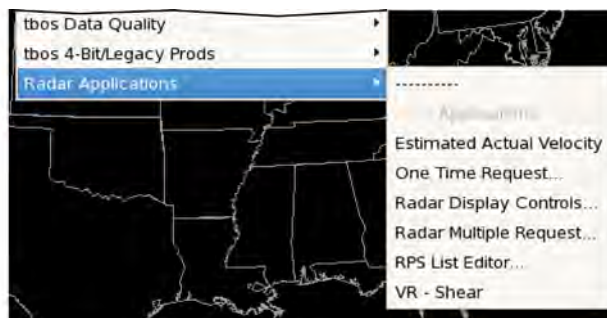 tbos Data Quality
tbos 4-Bit/Legacy Prods
Radar Applications
----------
Applications
Estimated Actual Velocity
One Time Request...
Radar Display Controls...
Radar Multiple Request...
RPS List Editor...
VR - Shear